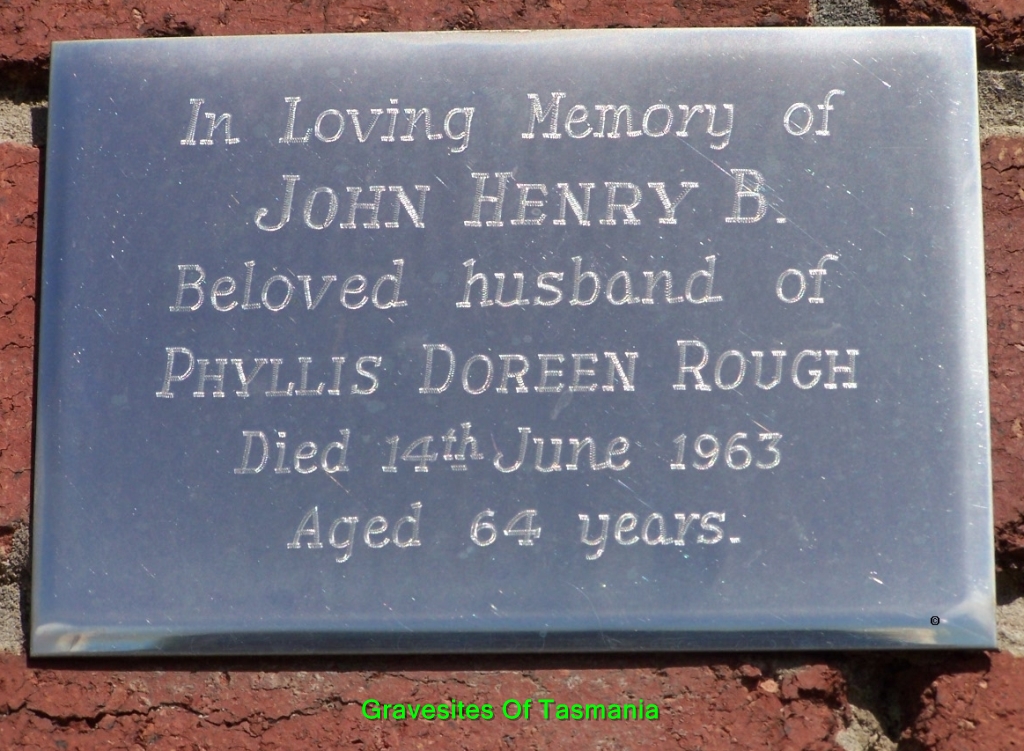 In Loving Memory of
JOHN HENRY B.
Beloved husband of
PHYLLIS DOREEN ROUGH
Died 14th June 1963
Aged 64 years.
©
Gravesites Of Tasmania